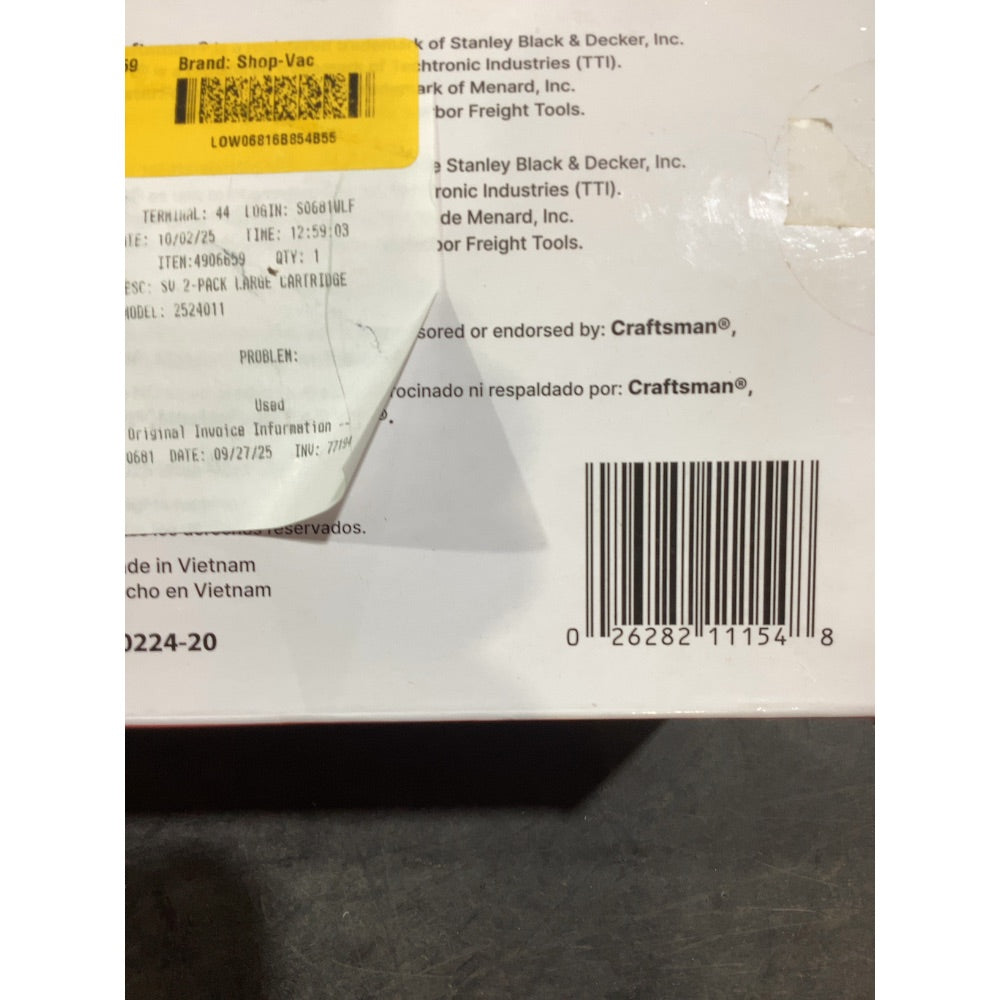 59 Brand: Shop-Vac
LOW06816B854B55
TERMINAL: 44 LOGIN: S0681WLF
TE: 10/02/25 TIME: 12:59:03
ITEM:4906659 QTY: 1
ESC: SV 2-PACK LARGE CARTRIDGE
MODEL: 2524011
PROBLEM:
Used
Original Invoice Information --
0681 DATE: 09/27/25 INV: 77194
k of Stanley Black & Decker, Inc.
chtronic Industries (TTI).
ark of Menard, Inc.
bor Freight Tools.
e Stanley Black & Decker, Inc.
ronic Industries (TTI).
de Menard, Inc.
bor Freight Tools.
sored or endorsed by: Craftsman®,
rocinado ni respaldado por: Craftsman®,
®.
reservados.
de in Vietnam
cho en Vietnam
0224-20
0 26282 11154 8